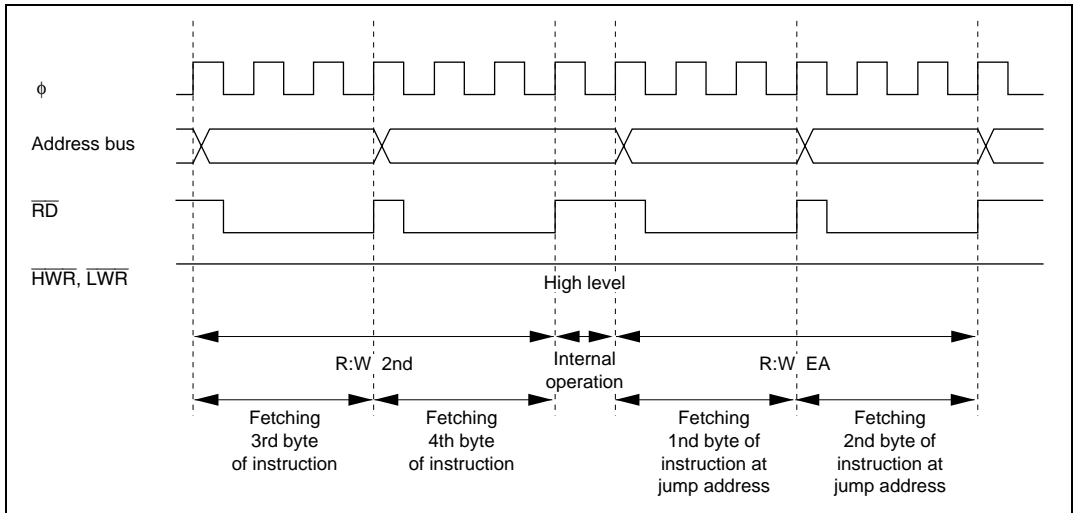 φ
Address bus
RD
HWR, LWR
High level
R:W 2nd
Internal
operation
R:W EA
Fetching
3rd byte
of instruction
Fetching
4th byte
of instruction
Fetching
1nd byte of
instruction at
jump address
Fetching
2nd byte of
instruction at
jump address